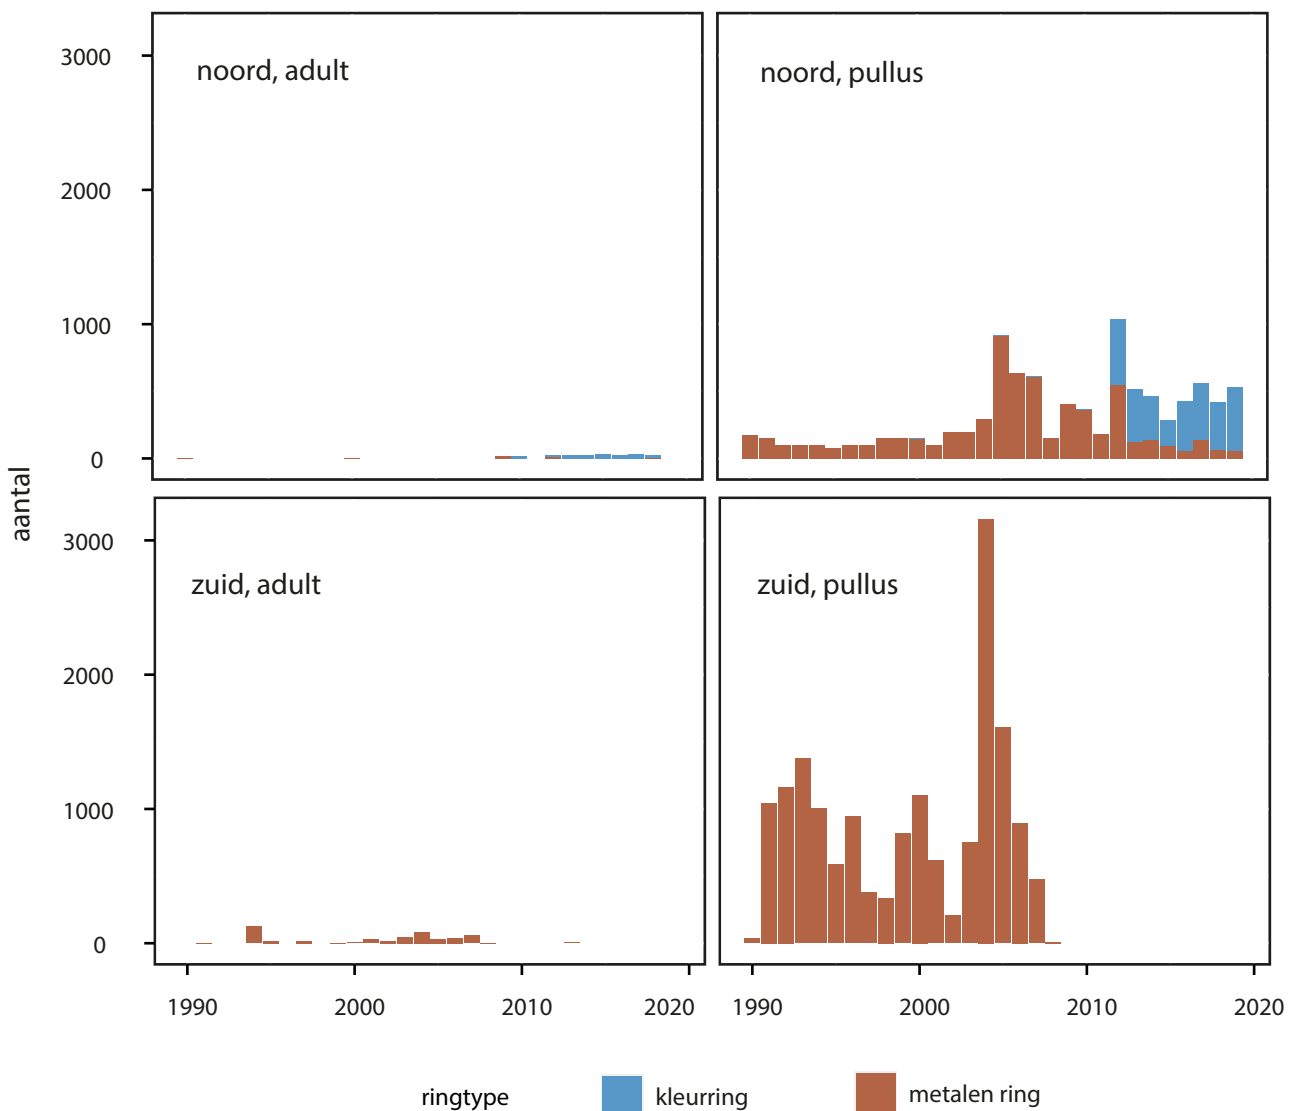 noord, adult
noord, pullus
3000
2000
1000
0
aantal
zuid, adult
zuid, pullus
3000
2000
1000
0
1990 2000 2010 2020 1990 2000 2010 2020
ringtype kleurring metalen ring